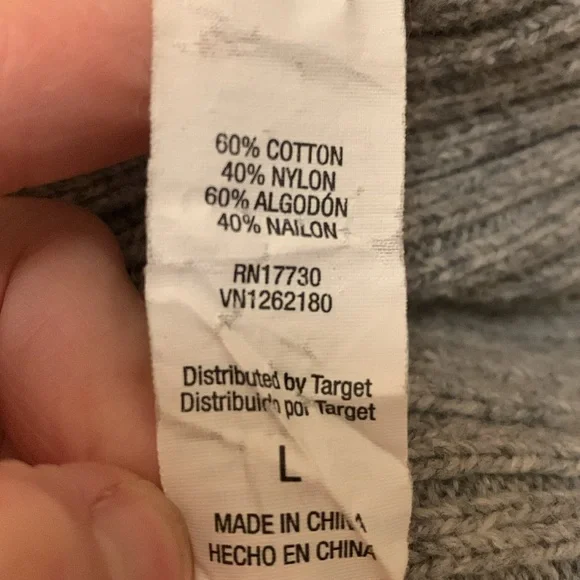 60% COTTON
40% NYLON
60% ALGODÓN
40% NAILON
RN17730
VN1262180
Distributed by Target
Distribuido por Target
L
MADE IN CHINA
HECHO EN CHINA